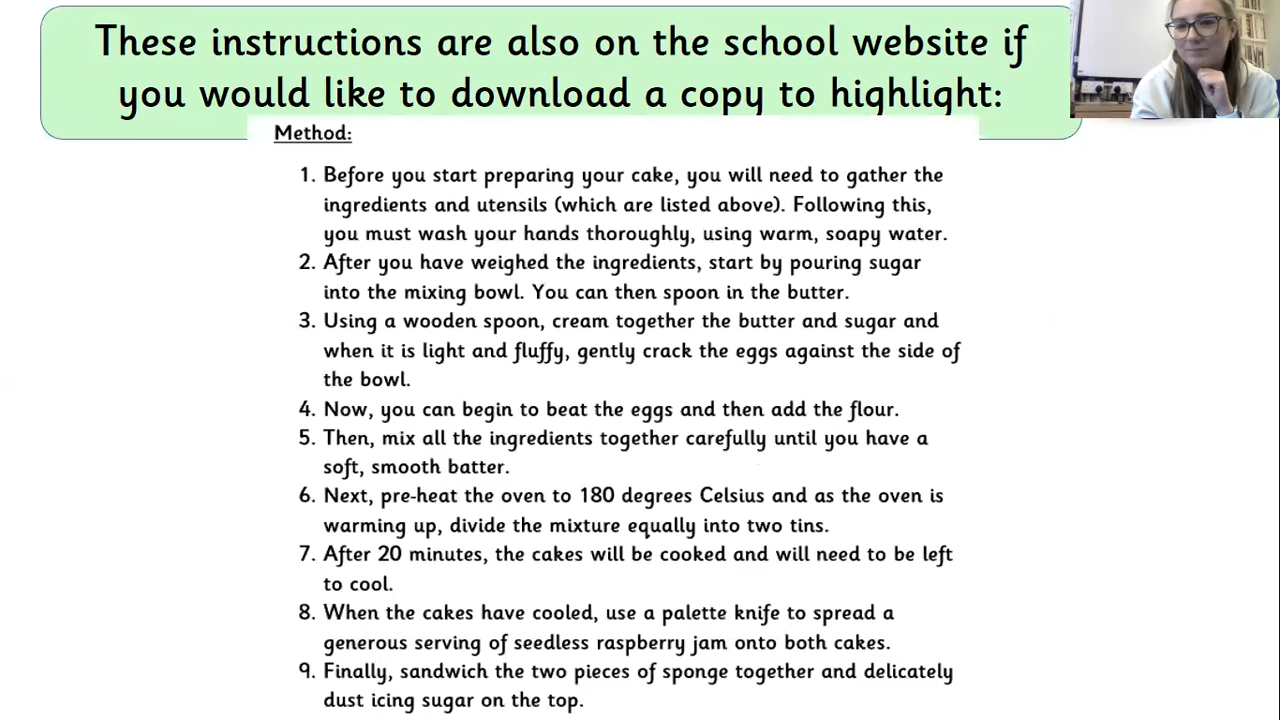 These instructions are also on the school website if
you would like to download a copy to highlight:
Method:
1. Before you start preparing your cake, you will need to gather the
ingredients and utensils (which are listed above). Following this,
you must wash your hands thoroughly, using warm, soapy water.
2. After you have weighed the ingredients, start by pouring sugar
into the mixing bowl. You can then spoon in the butter.
3. Using a wooden spoon, cream together the butter and sugar and
when it is light and fluffy, gently crack the eggs against the side of
the bowl.
4. Now, you can begin to beat the eggs and then add the flour.
5. Then, mix all the ingredients together carefully until you have a
soft, smooth batter.
6. Next, pre-heat the oven to 180 degrees Celsius and as the oven is
warming up, divide the mixture equally into two tins.
7. After 20 minutes, the cakes will be cooked and will need to be left
to cool.
8. When the cakes have cooled, use a palette knife to spread a
generous serving of seedless raspberry jam onto both cakes.
9. Finally, sandwich the two pieces of sponge together and delicately
dust icing sugar on the top.